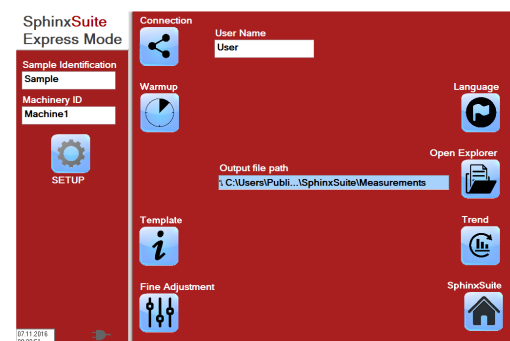 SphinxSuite
Express Mode
Sample Identification
Sample
Machinery ID
Machine1
SETUP
07.11.2016
Connection
User Name
User
Warmup
Language
Open Explorer
Output file path
C:\Users\Publi...\SphinxSuite\Measurements
Template
Trend
Fine Adjustment
SphinxSuite